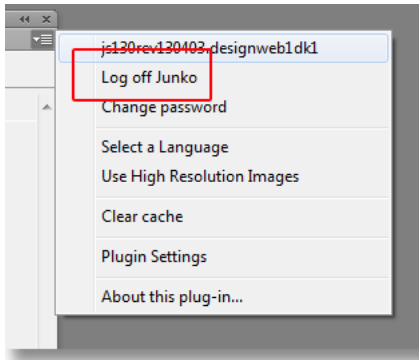 js130rev130403.designweb1dk1
Log off Junko
Change password
Select a Language
Use High Resolution Images
Clear cache
Plugin Settings
About this plug-in...